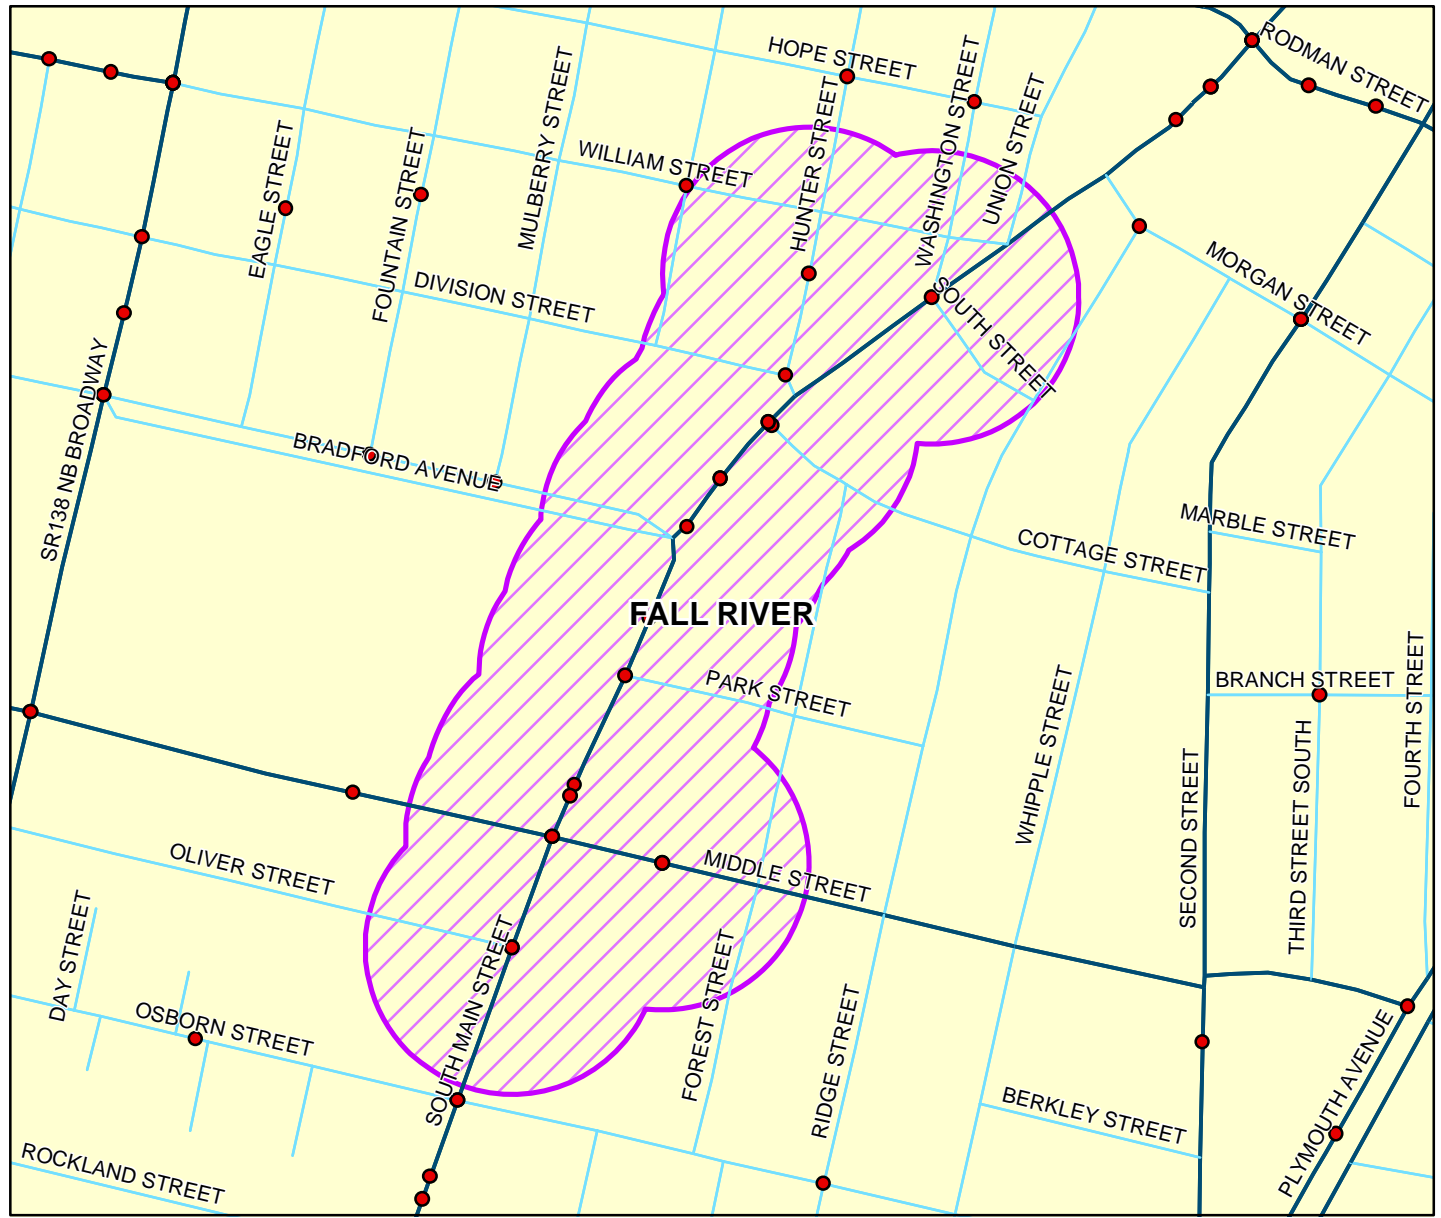 RODMAN STREET
HOPE STREET
WASHINGTON STREET
UNION STREET
MULBERRY STREET
HUNTER STREET
WILLIAM STREET
EAGLE STREET
FOUNTAIN STREET
MORGAN STREET
DIVISION STREET
SOUTH STREET
SR138 NB BROADWAY
BRADFORD AVENUE
MARBLE STREET
COTTAGE STREET
FALL RIVER
PARK STREET
BRANCH STREET
FOURTH STREET
WHIPPLE STREET
SECOND STREET
THIRD STREET SOUTH
OLIVER STREET
MIDDLE STREET
DAY STREET
SOUTH MAIN STREET
FOREST STREET
OSBORN STREET
RIDGE STREET
PLYMOUTH AVENUE
BERKLEY STREET
ROCKLAND STREET